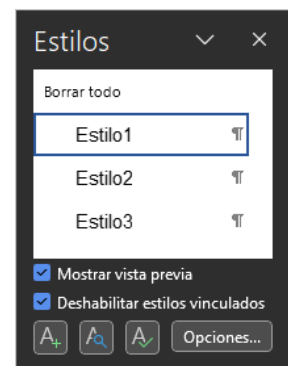 Estilos
Borrar todo
Estilo1 ¶
Estilo2 ¶
Estilo3 ¶
Mostrar vista previa
Deshabilitar estilos vinculados
Opciones...